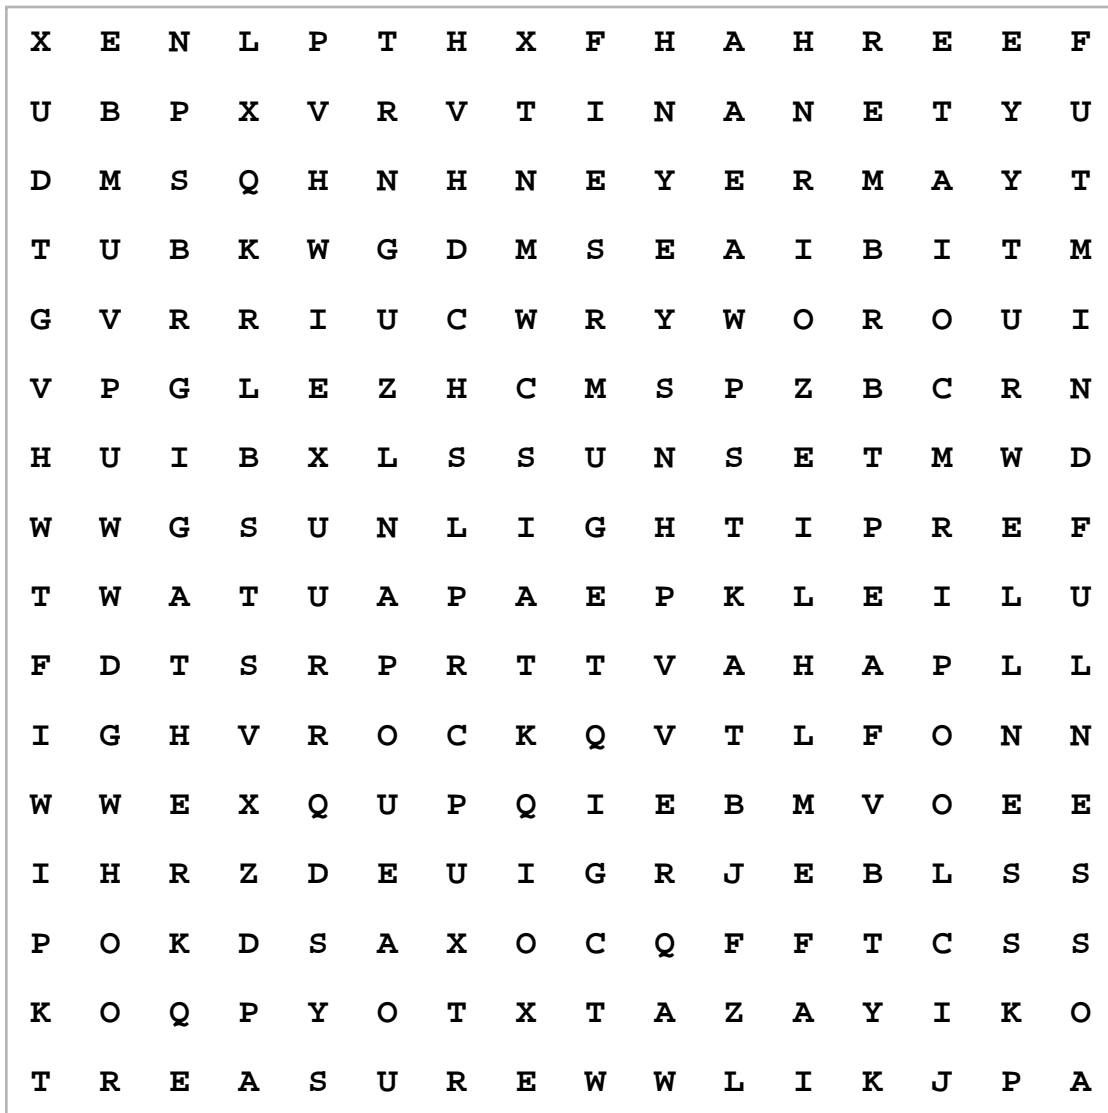 X E N L P T H X F H A H R E E F
U B P X V R V T I N A N E T Y U
D M S Q H N H N E Y E R M A Y T
T U B K W G D M S E A I B I T M
G V R R I U C W R Y W O R O U I
V P G L E Z H C M S P Z B C R N
H U I B X L S S U N S E T M W D
W W G S U N L I G H T I P R E F
T W A T U A P A E P K L E I L U
F D T S R P R T T V A H A P L L
I G H V R O C K Q V T L F O N N
W W E X Q U P Q I E B M V O E E
I H R Z D E U I G R J E B L S S
P O K D S A X O C Q F F T C S S
K O Q P Y O T X T A Z A Y I K O
T R E A S U R E W W L I K J P A